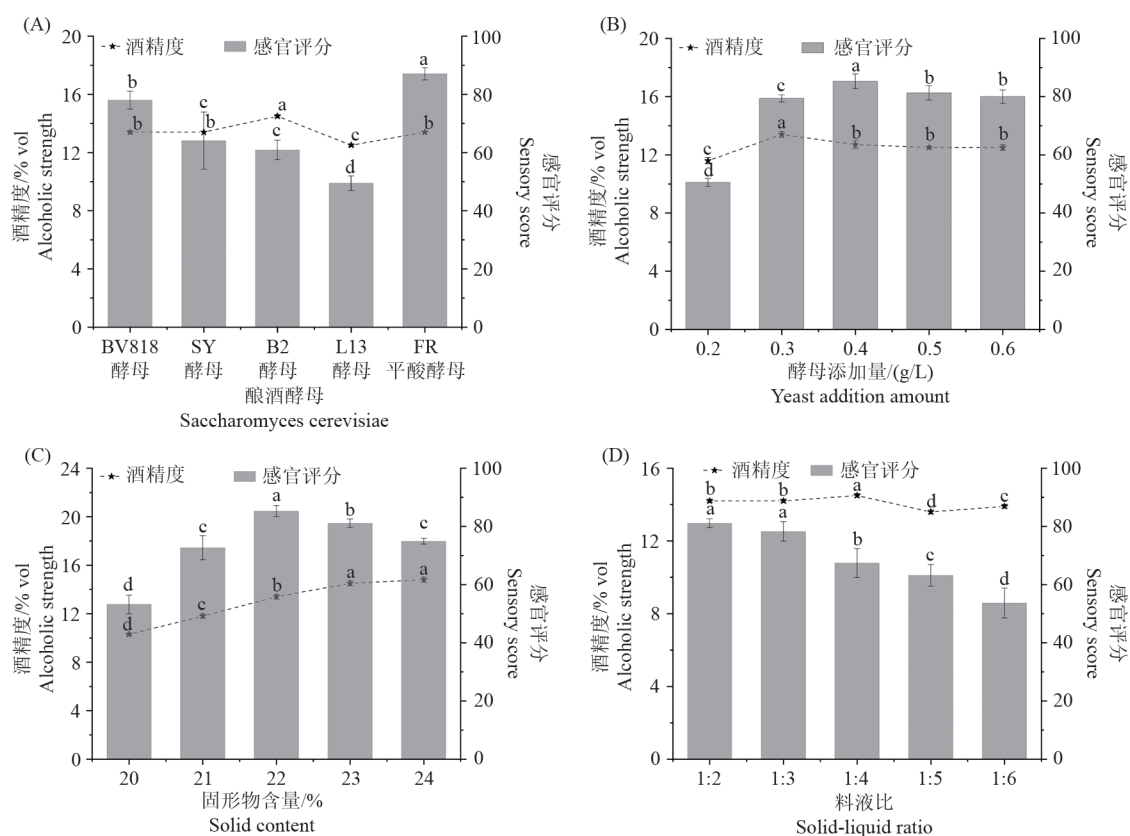 (A)
酒精度
感官评分
20
16
12
8
4
0
100
80
60
40
20
0
酒精度/% vol
Alcoholic strength
感官评分
Sensory score
b
c
a
a
b
b
c
c
b
d
BV818
SY
B2
L13
FR
酵母
酵母
酵母
酵母
平酸酵母
酿酒酵母
Saccharomyces cerevisiae
(B)
酒精度
感官评分
20
16
12
8
4
0
100
80
60
40
20
0
酒精度/% vol
Alcoholic strength
感官评分
Sensory score
c
a
b
b
a
b
b
b
c
d
0.2
0.3
0.4
0.5
0.6
酵母添加量/(g/L)
Yeast addition amount
(C)
酒精度
感官评分
24
20
16
12
8
4
0
100
80
60
40
20
0
酒精度/% vol
Alcoholic strength
感官评分
Sensory score
d
c
a
b
c
d
c
b
a
a
20
21
22
23
24
固形物含量/%
Solid content
(D)
酒精度
感官评分
16
12
8
4
0
100
80
60
40
20
0
酒精度/% vol
Alcoholic strength
感官评分
Sensory score
b
b
a
d
c
a
a
b
c
d
1:2
1:3
1:4
1:5
1:6
料液比
Solid-liquid ratio